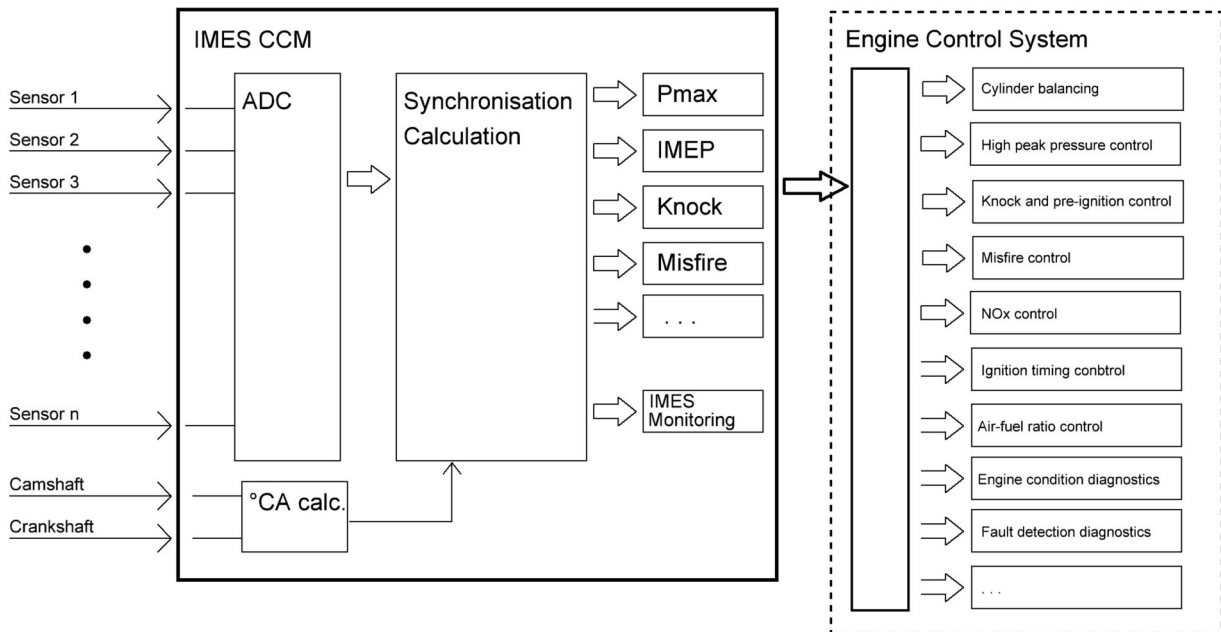 IMES CCM
Sensor 1
Sensor 2
Sensor 3
Sensor n
Camshaft
Crankshaft
ADC
°CA calc.
Synchronisation
Calculation
Pmax
IMEP
Knock
Misfire
. . .
IMES
Monitoring
Engine Control System
Cylinder balancing
High peak pressure control
Knock and pre-ignition control
Misfire control
NOx control
Ignition timing conbtrol
Air-fuel ratio control
Engine condition diagnostics
Fault detection diagnostics
. . .